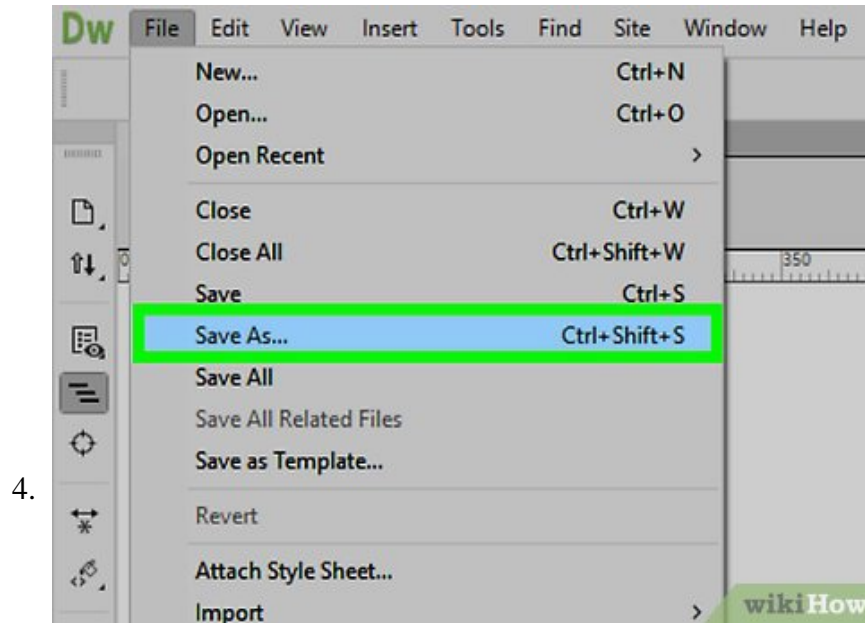 Dw File Edit View Insert Tools Find Site Window Help
New... Ctrl+N
Open... Ctrl+O
Open Recent >
Close Ctrl+W
Close All Ctrl+Shift+W
0 350
Save Ctrl+S
Save As... Ctrl+Shift+S
Save All
Save All Related Files
Save as Template...
4.
Revert
Attach Style Sheet...
Import >
wikiHow